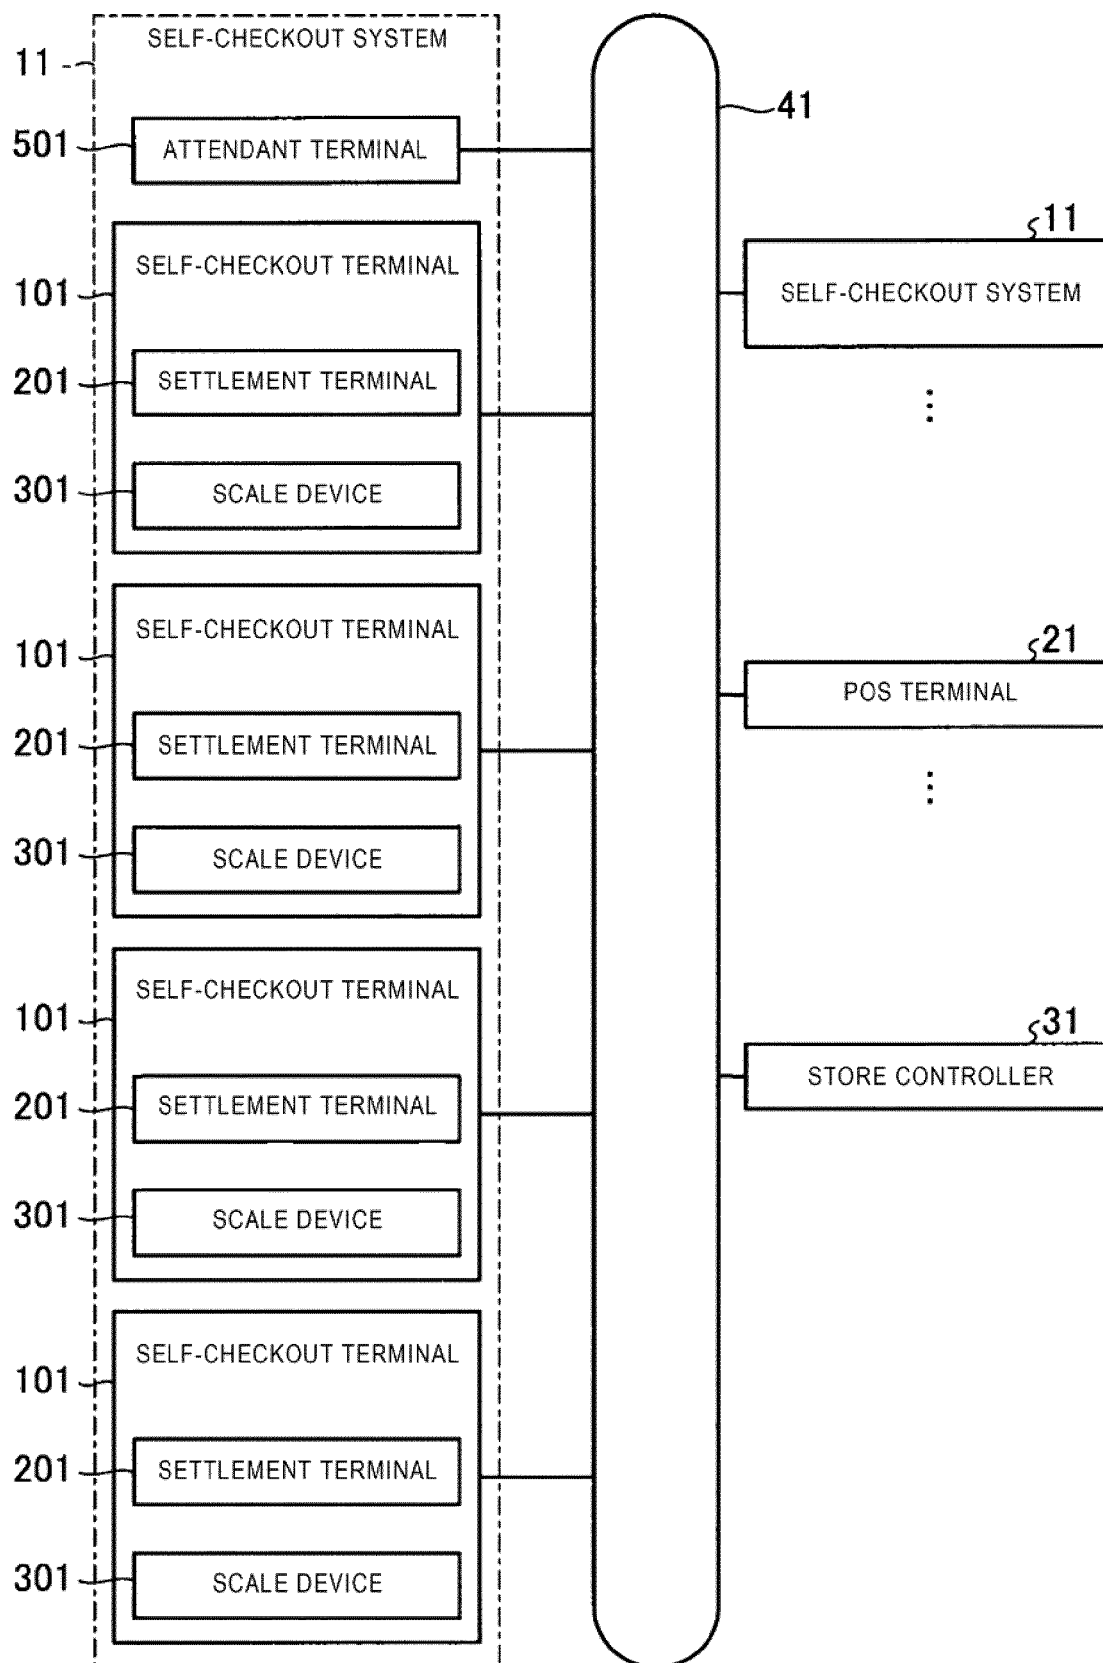 SELF-CHECKOUT SYSTEM
11
41
501
ATTENDANT TERMINAL
SELF-CHECKOUT TERMINAL
101
201
SETTLEMENT TERMINAL
301
SCALE DEVICE
SELF-CHECKOUT TERMINAL
101
201
SETTLEMENT TERMINAL
301
SCALE DEVICE
SELF-CHECKOUT TERMINAL
101
201
SETTLEMENT TERMINAL
301
SCALE DEVICE
SELF-CHECKOUT TERMINAL
101
201
SETTLEMENT TERMINAL
301
SCALE DEVICE
11
SELF-CHECKOUT SYSTEM
⋮
21
POS TERMINAL
⋮
31
STORE CONTROLLER